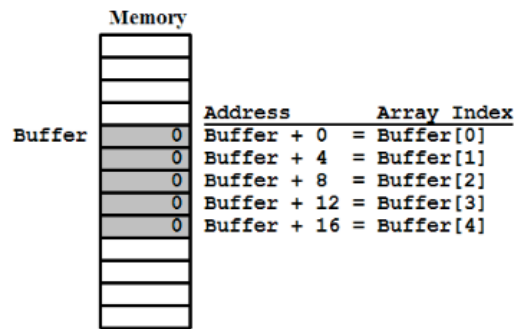 Memory
Address Array Index
Buffer 0 Buffer + 0 = Buffer[0]
0 Buffer + 4 = Buffer[1]
0 Buffer + 8 = Buffer[2]
0 Buffer + 12 = Buffer[3]
0 Buffer + 16 = Buffer[4]